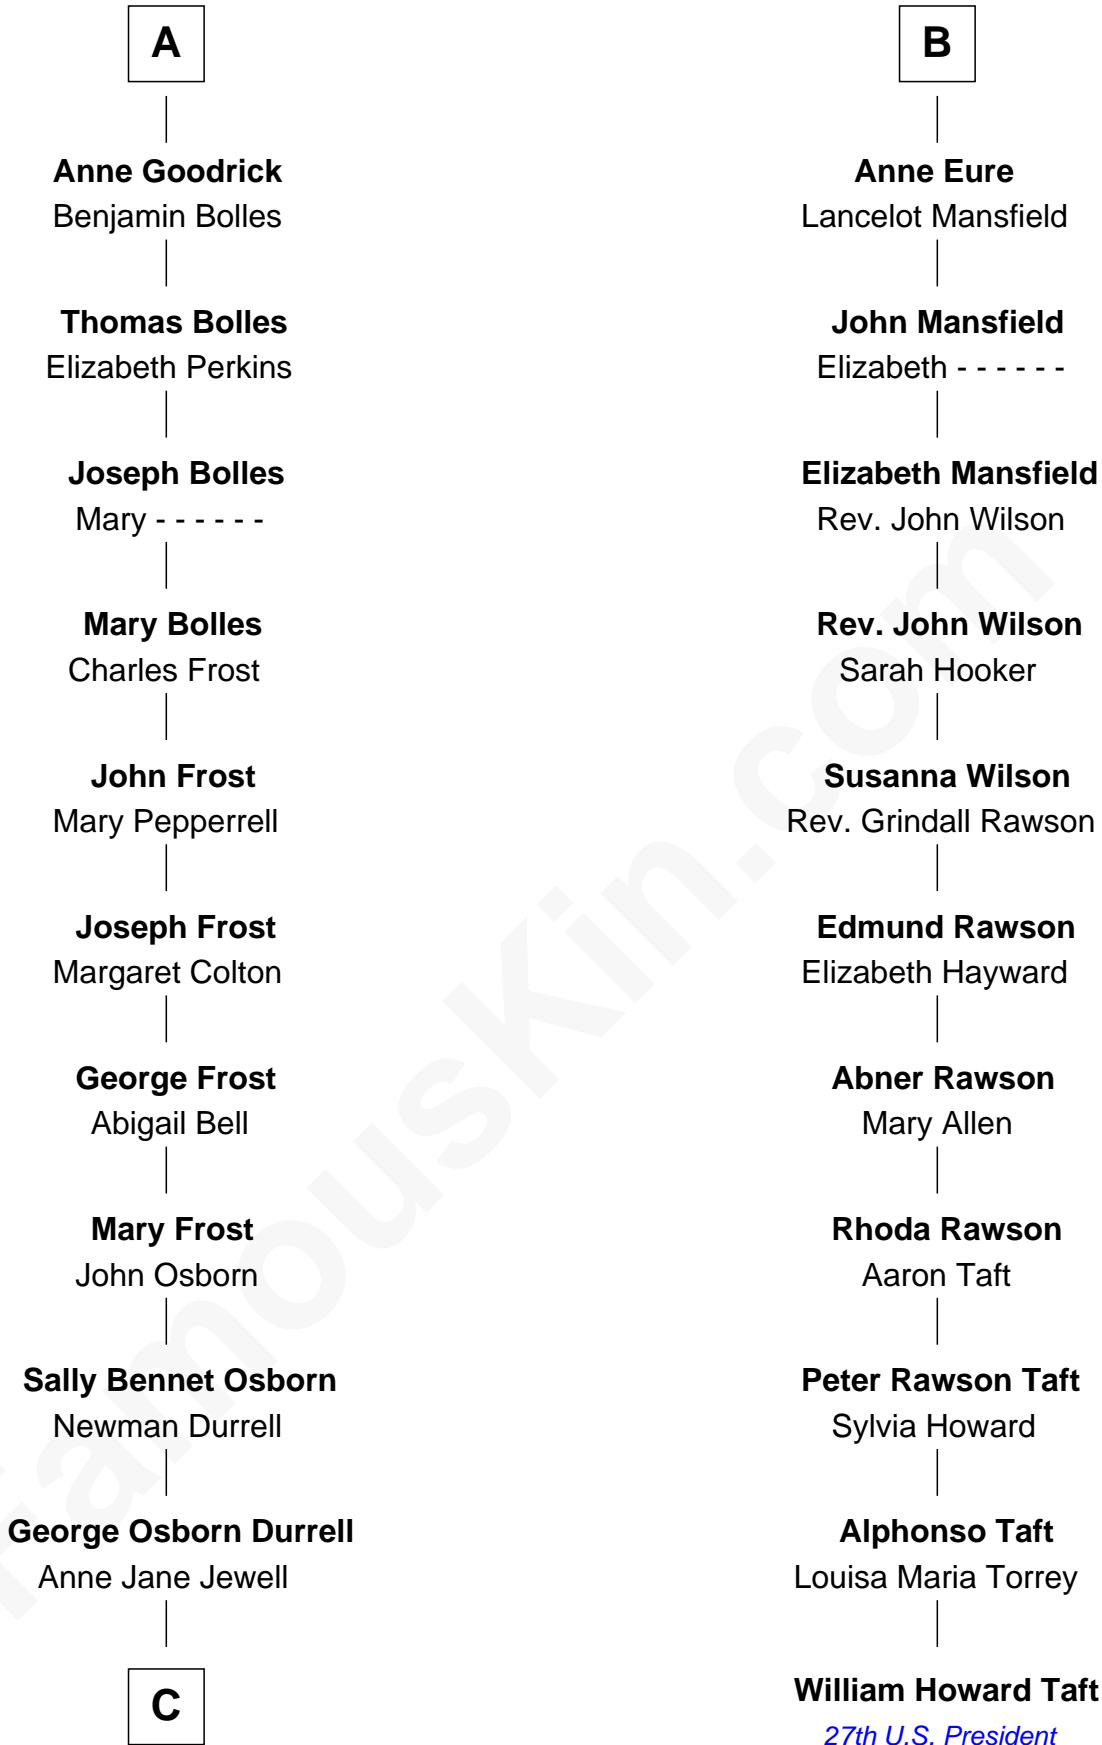 A
Anne Goodrick
Benjamin Bolles
Thomas Bolles
Elizabeth Perkins
Joseph Bolles
Mary - - - - - -
Mary Bolles
Charles Frost
John Frost
Mary Pepperrell
Joseph Frost
Margaret Colton
George Frost
Abigail Bell
Mary Frost
John Osborn
Sally Bennet Osborn
Newman Durrell
George Osborn Durrell
Anne Jane Jewell
C
B
Anne Eure
Lancelot Mansfield
John Mansfield
Elizabeth - - - - - -
Elizabeth Mansfield
Rev. John Wilson
Rev. John Wilson
Sarah Hooker
Susanna Wilson
Rev. Grindall Rawson
Edmund Rawson
Elizabeth Hayward
Abner Rawson
Mary Allen
Rhoda Rawson
Aaron Taft
Peter Rawson Taft
Sylvia Howard
Alphonso Taft
Louisa Maria Torrey
William Howard Taft
27th U.S. President
FamousKin.com